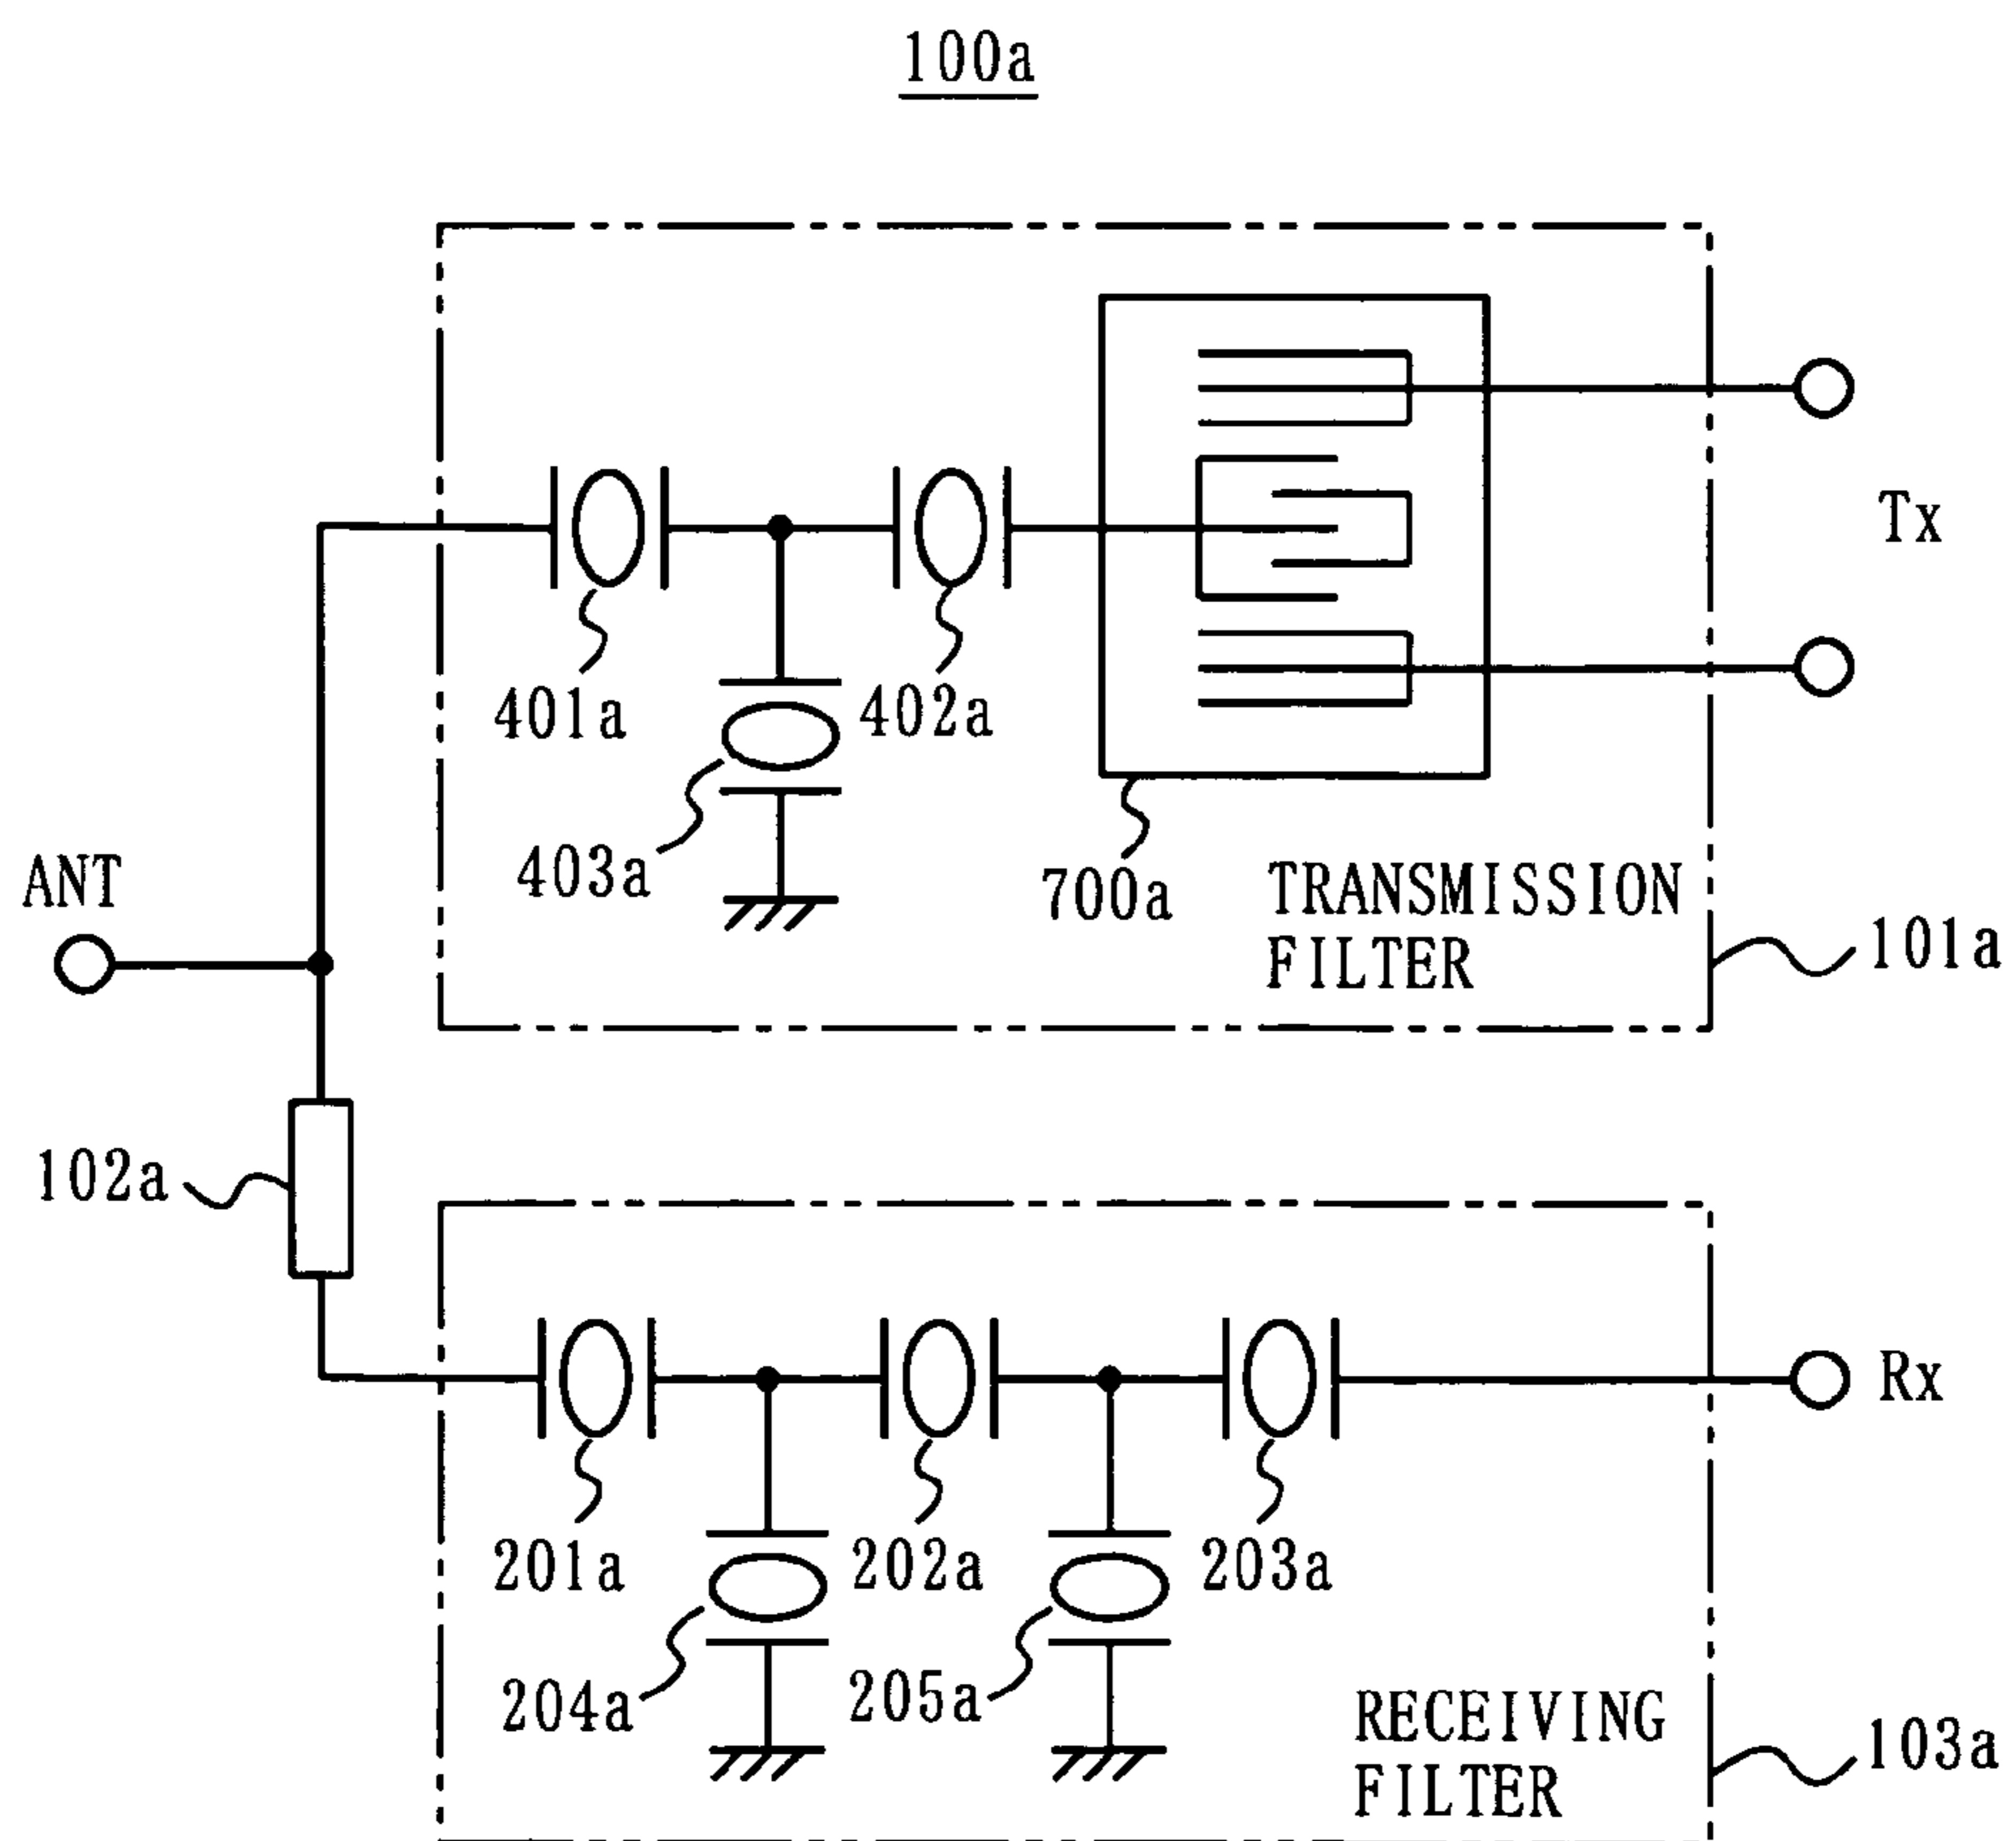 100a
Tx
401a
402a
403a
700a
TRANSMISSION
FILTER
101a
ANT
102a
Rx
201a
202a
203a
204a
205a
RECEIVING
FILTER
103a